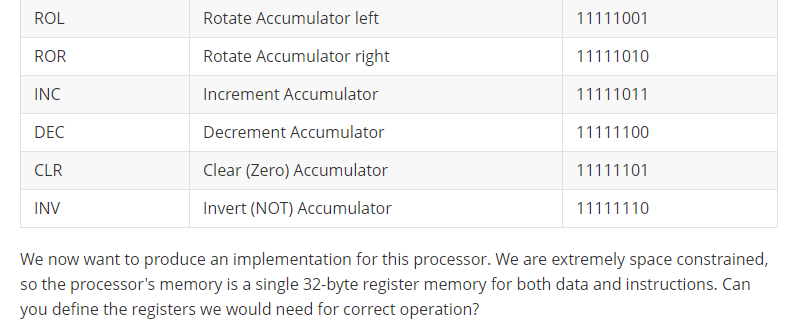 ROL Rotate Accumulator left 11111001
ROR Rotate Accumulator right 11111010
INC Increment Accumulator 11111011
DEC Decrement Accumulator 11111100
CLR Clear (Zero) Accumulator 11111101
INV Invert (NOT) Accumulator 11111110
We now want to produce an implementation for this processor. We are extremely space constrained,
so the processor's memory is a single 32-byte register memory for both data and instructions. Can
you define the registers we would need for correct operation?